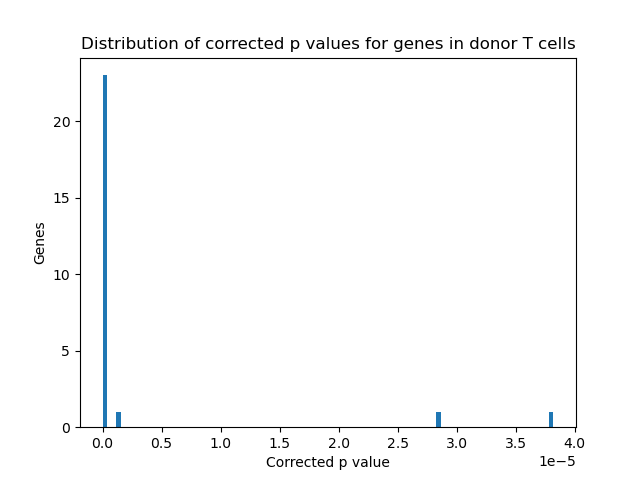 Distribution of corrected p values for genes in donor T cells
Genes
20
15
10
5
0
0.0 0.5 1.0 1.5 2.0 2.5 3.0 3.5 4.0
Corrected p value
1e−5